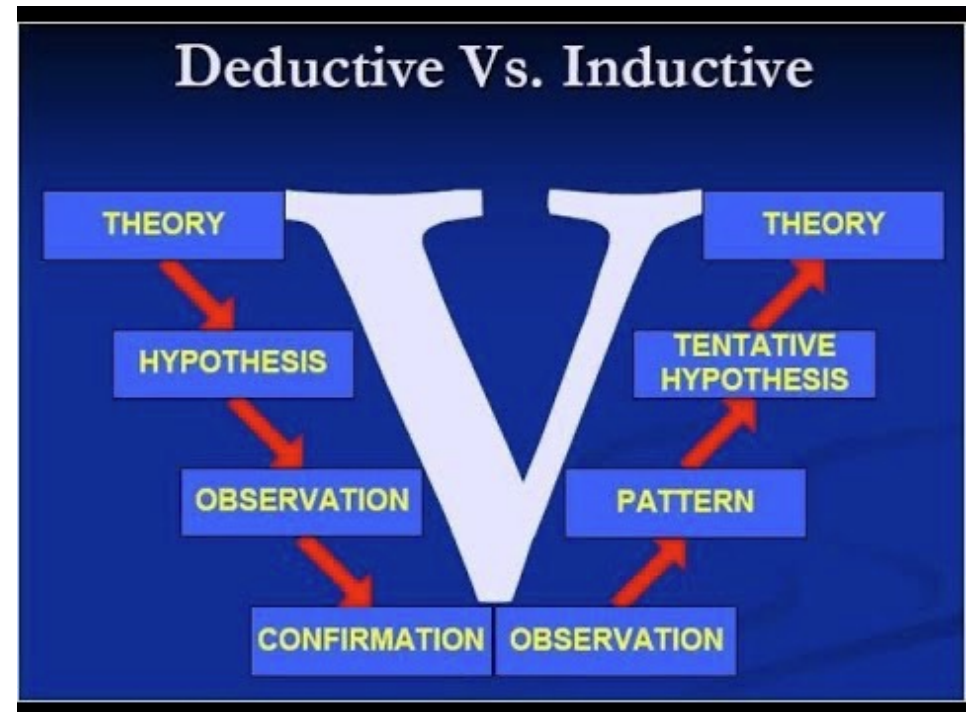 Deductive Vs. Inductive
V
THEORY
HYPOTHESIS
OBSERVATION
CONFIRMATION
THEORY
TENTATIVE
HYPOTHESIS
PATTERN
OBSERVATION